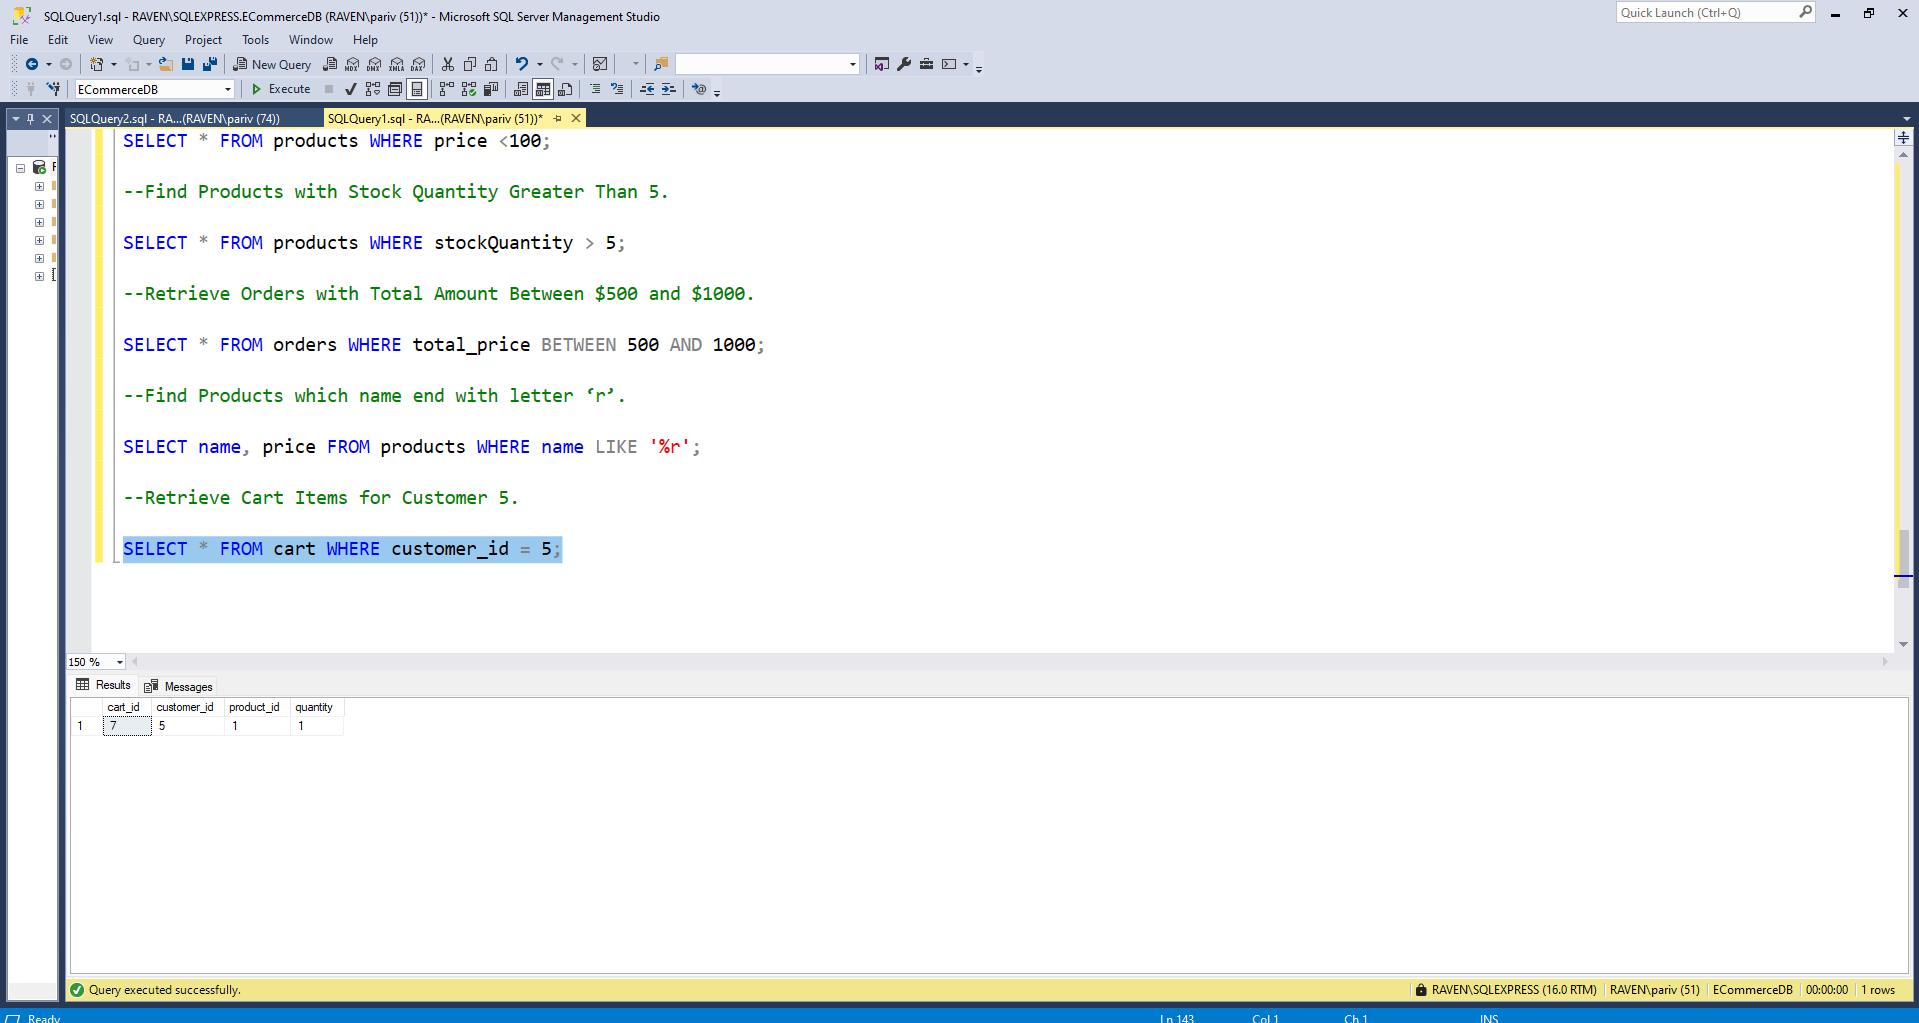 SQLQuery1.sql - RAVEN\SQLEXPRESS.ECommerceDB (RAVEN\pariv (51))* - Microsoft SQL Server Management Studio
Quick Launch (Ctrl+Q)
File Edit View Query Project Tools Window Help
New Query
MDX DMX XMLA DAX
ECommerceDB
Execute
SQLQuery2.sql - RA...(RAVEN\pariv (74))
SQLQuery1.sql - RA...(RAVEN\pariv (51))*
SELECT * FROM products WHERE price <100;
--Find Products with Stock Quantity Greater Than 5.
SELECT * FROM products WHERE stockQuantity > 5;
--Retrieve Orders with Total Amount Between $500 and $1000.
SELECT * FROM orders WHERE total_price BETWEEN 500 AND 1000;
--Find Products which name end with letter ‘r’.
SELECT name, price FROM products WHERE name LIKE '%r';
--Retrieve Cart Items for Customer 5.
SELECT * FROM cart WHERE customer_id = 5;
150 %
Results Messages
cart_id customer_id product_id quantity
1 7 5 1 1
Query executed successfully.
RAVEN\SQLEXPRESS (16.0 RTM) RAVEN\pariv (51) ECommerceDB 00:00:00 1 rows
Ready Ln 143 Col 1 Ch 1 INS